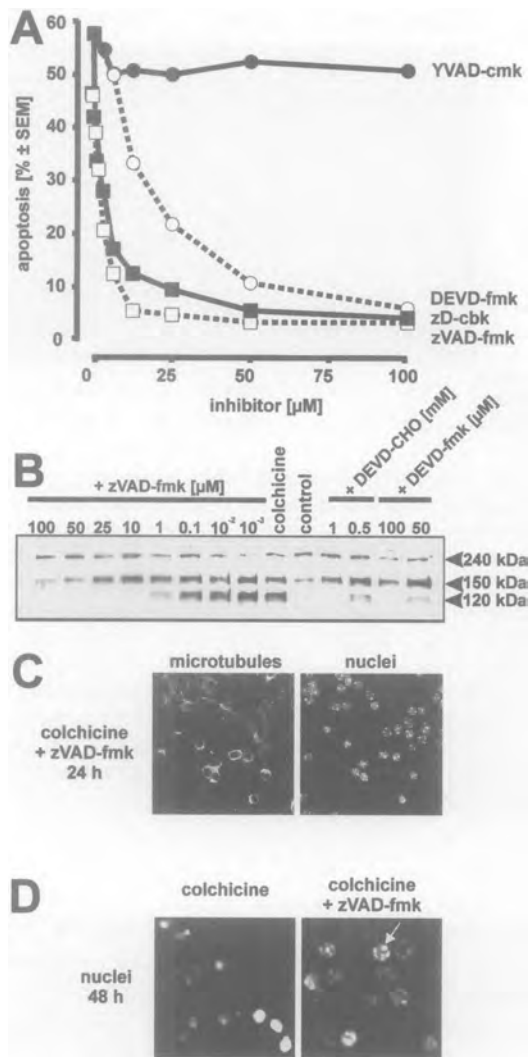 A
60
50
40
30
20
10
0
apoptosis [% ± SEM]
YVAD-cmk
DEVD-fmk
zD-cbk
zVAD-fmk
0 25 50 75 100
inhibitor [µM]
B
+ zVAD-fmk [µM]
colchicine
control
+ DEVD-CHO [mM]
+ DEVD-fmk [µM]
100 50 25 10 1 0.1 10⁻² 10⁻³ 1 0.5 100 50
240 kDa
150 kDa
120 kDa
C
microtubules nuclei
colchicine
+ zVAD-fmk
24 h
D
colchicine colchicine
+ zVAD-fmk
nuclei
48 h